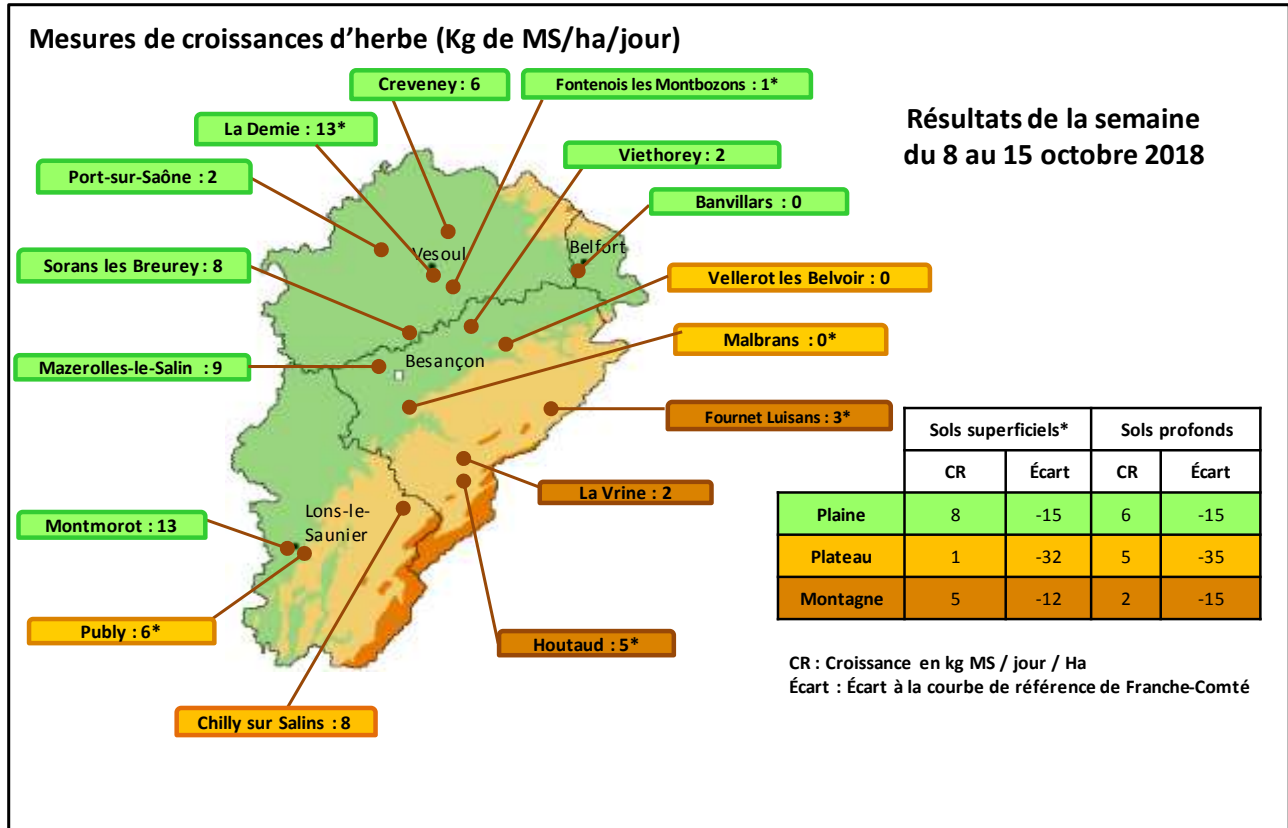 Mesures de croissances d'herbe (Kg de MS/ha/jour)
Résultats de la semaine
du 8 au 15 octobre 2018
Creveney : 6
Fontenois les Montbozons : 1*
La Demie : 13*
Viethorey : 2
Port-sur-Saône : 2
Banvillars : 0
Vesoul
Belfort
Sorans les Breurey : 8
Vellerot les Belvoir : 0
Malbrans : 0*
Mazerolles-le-Salin : 9
Besançon
Fournet Luisans : 3*
La Vrine : 2
Montmorot : 13
Lons-le-
Saunier
Publy : 6*
Houtaud : 5*
Chilly sur Salins : 8
Sols superficiels* Sols profonds
CR Écart CR Écart
Plaine 8 -15 6 -15
Plateau 1 -32 5 -35
Montagne 5 -12 2 -15
CR : Croissance en kg MS / jour / Ha
Écart : Écart à la courbe de référence de Franche-Comté